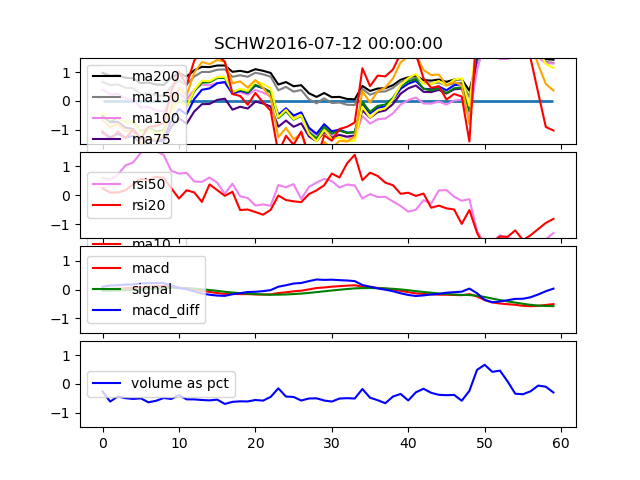 SCHW2016-07-12 00:00:00
1
0
−1
ma200
ma150
ma100
ma75
1
0
−1
rsi50
rsi20
ma10
1
0
−1
macd
signal
macd_diff
1
0
−1
volume as pct
0 10 20 30 40 50 60